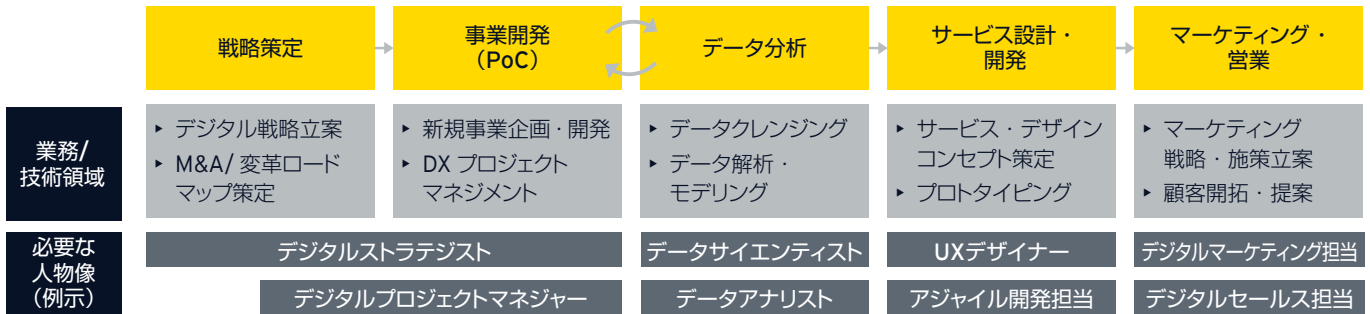 戦略策定
事業開発
（PoC）
データ分析
サービス設計・
開発
マーケティング・
営業
業務/
技術領域
▸ デジタル戦略立案
▸ M&A/ 変革ロード
マップ策定
▸ 新規事業企画・開発
▸ DX プロジェクト
マネジメント
▸ データクレンジング
▸ データ解析・
モデリング
▸ サービス・デザイン
コンセプト策定
▸ プロトタイピング
▸ マーケティング
戦略・施策立案
▸ 顧客開拓・提案
必要な
人物像
（例示）
デジタルストラテジスト
データサイエンティスト
UXデザイナー
デジタルマーケティング担当
デジタルプロジェクトマネジャー
データアナリスト
アジャイル開発担当
デジタルセールス担当